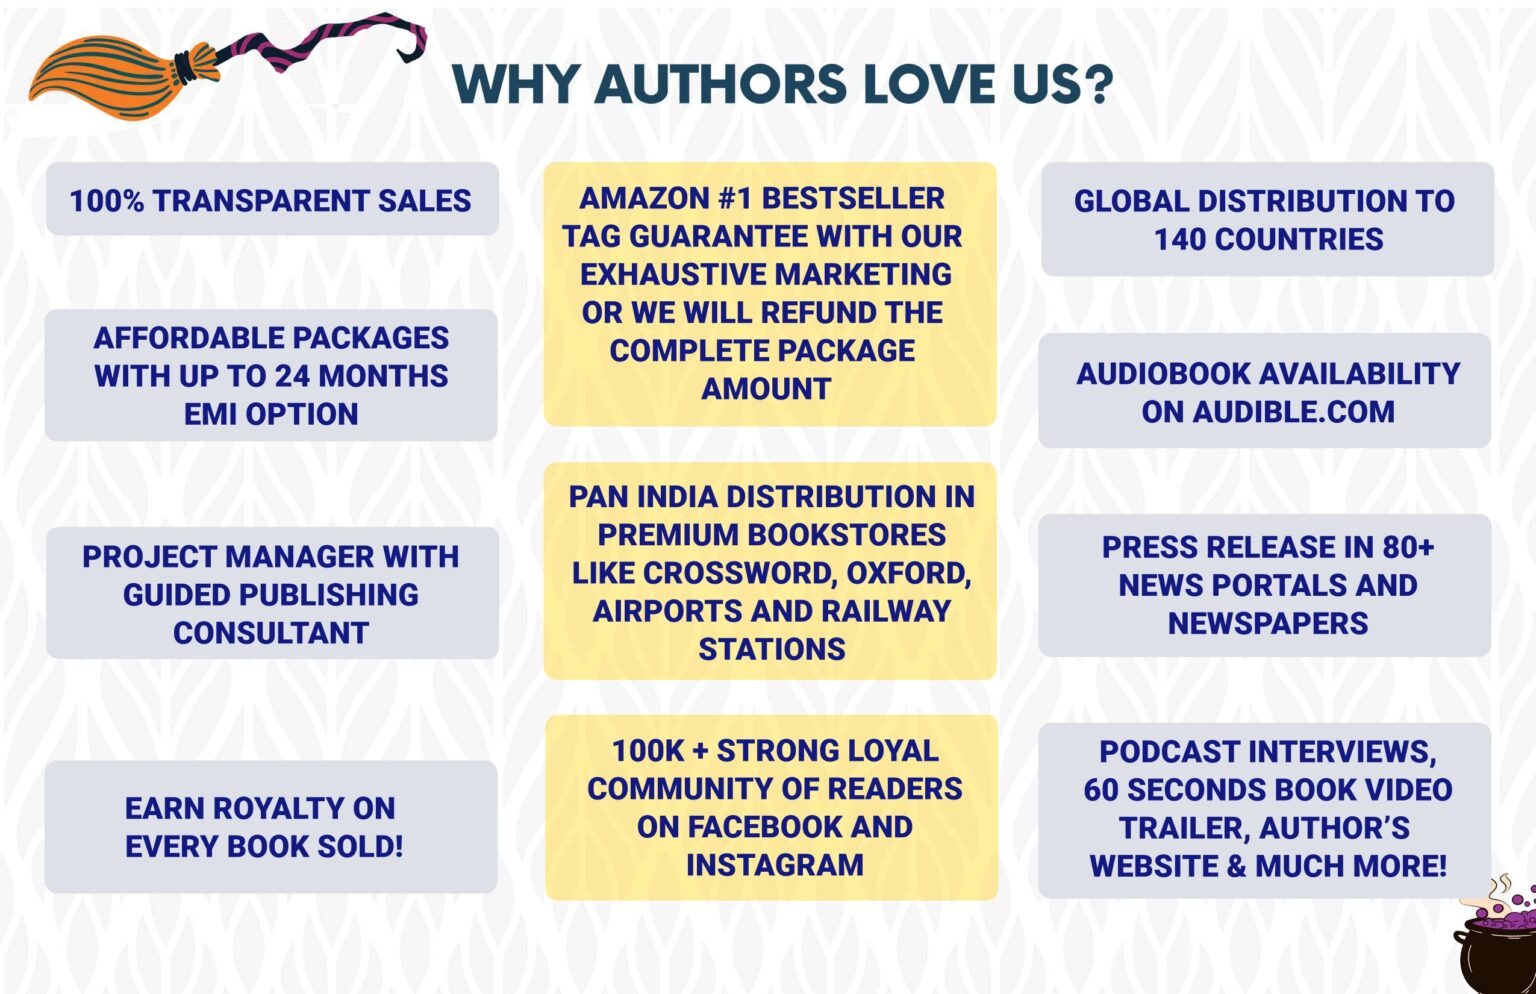 WHY AUTHORS LOVE US?
100% TRANSPARENT SALES
AFFORDABLE PACKAGES
WITH UP TO 24 MONTHS
EMI OPTION
PROJECT MANAGER WITH
GUIDED PUBLISHING
CONSULTANT
EARN ROYALTY ON
EVERY BOOK SOLD!
AMAZON #1 BESTSELLER
TAG GUARANTEE WITH OUR
EXHAUSTIVE MARKETING
OR WE WILL REFUND THE
COMPLETE PACKAGE
AMOUNT
PAN INDIA DISTRIBUTION IN
PREMIUM BOOKSTORES
LIKE CROSSWORD, OXFORD,
AIRPORTS AND RAILWAY
STATIONS
100K + STRONG LOYAL
COMMUNITY OF READERS
ON FACEBOOK AND
INSTAGRAM
GLOBAL DISTRIBUTION TO
140 COUNTRIES
AUDIOBOOK AVAILABILITY
ON AUDIBLE.COM
PRESS RELEASE IN 80+
NEWS PORTALS AND
NEWSPAPERS
PODCAST INTERVIEWS,
60 SECONDS BOOK VIDEO
TRAILER, AUTHOR’S
WEBSITE & MUCH MORE!